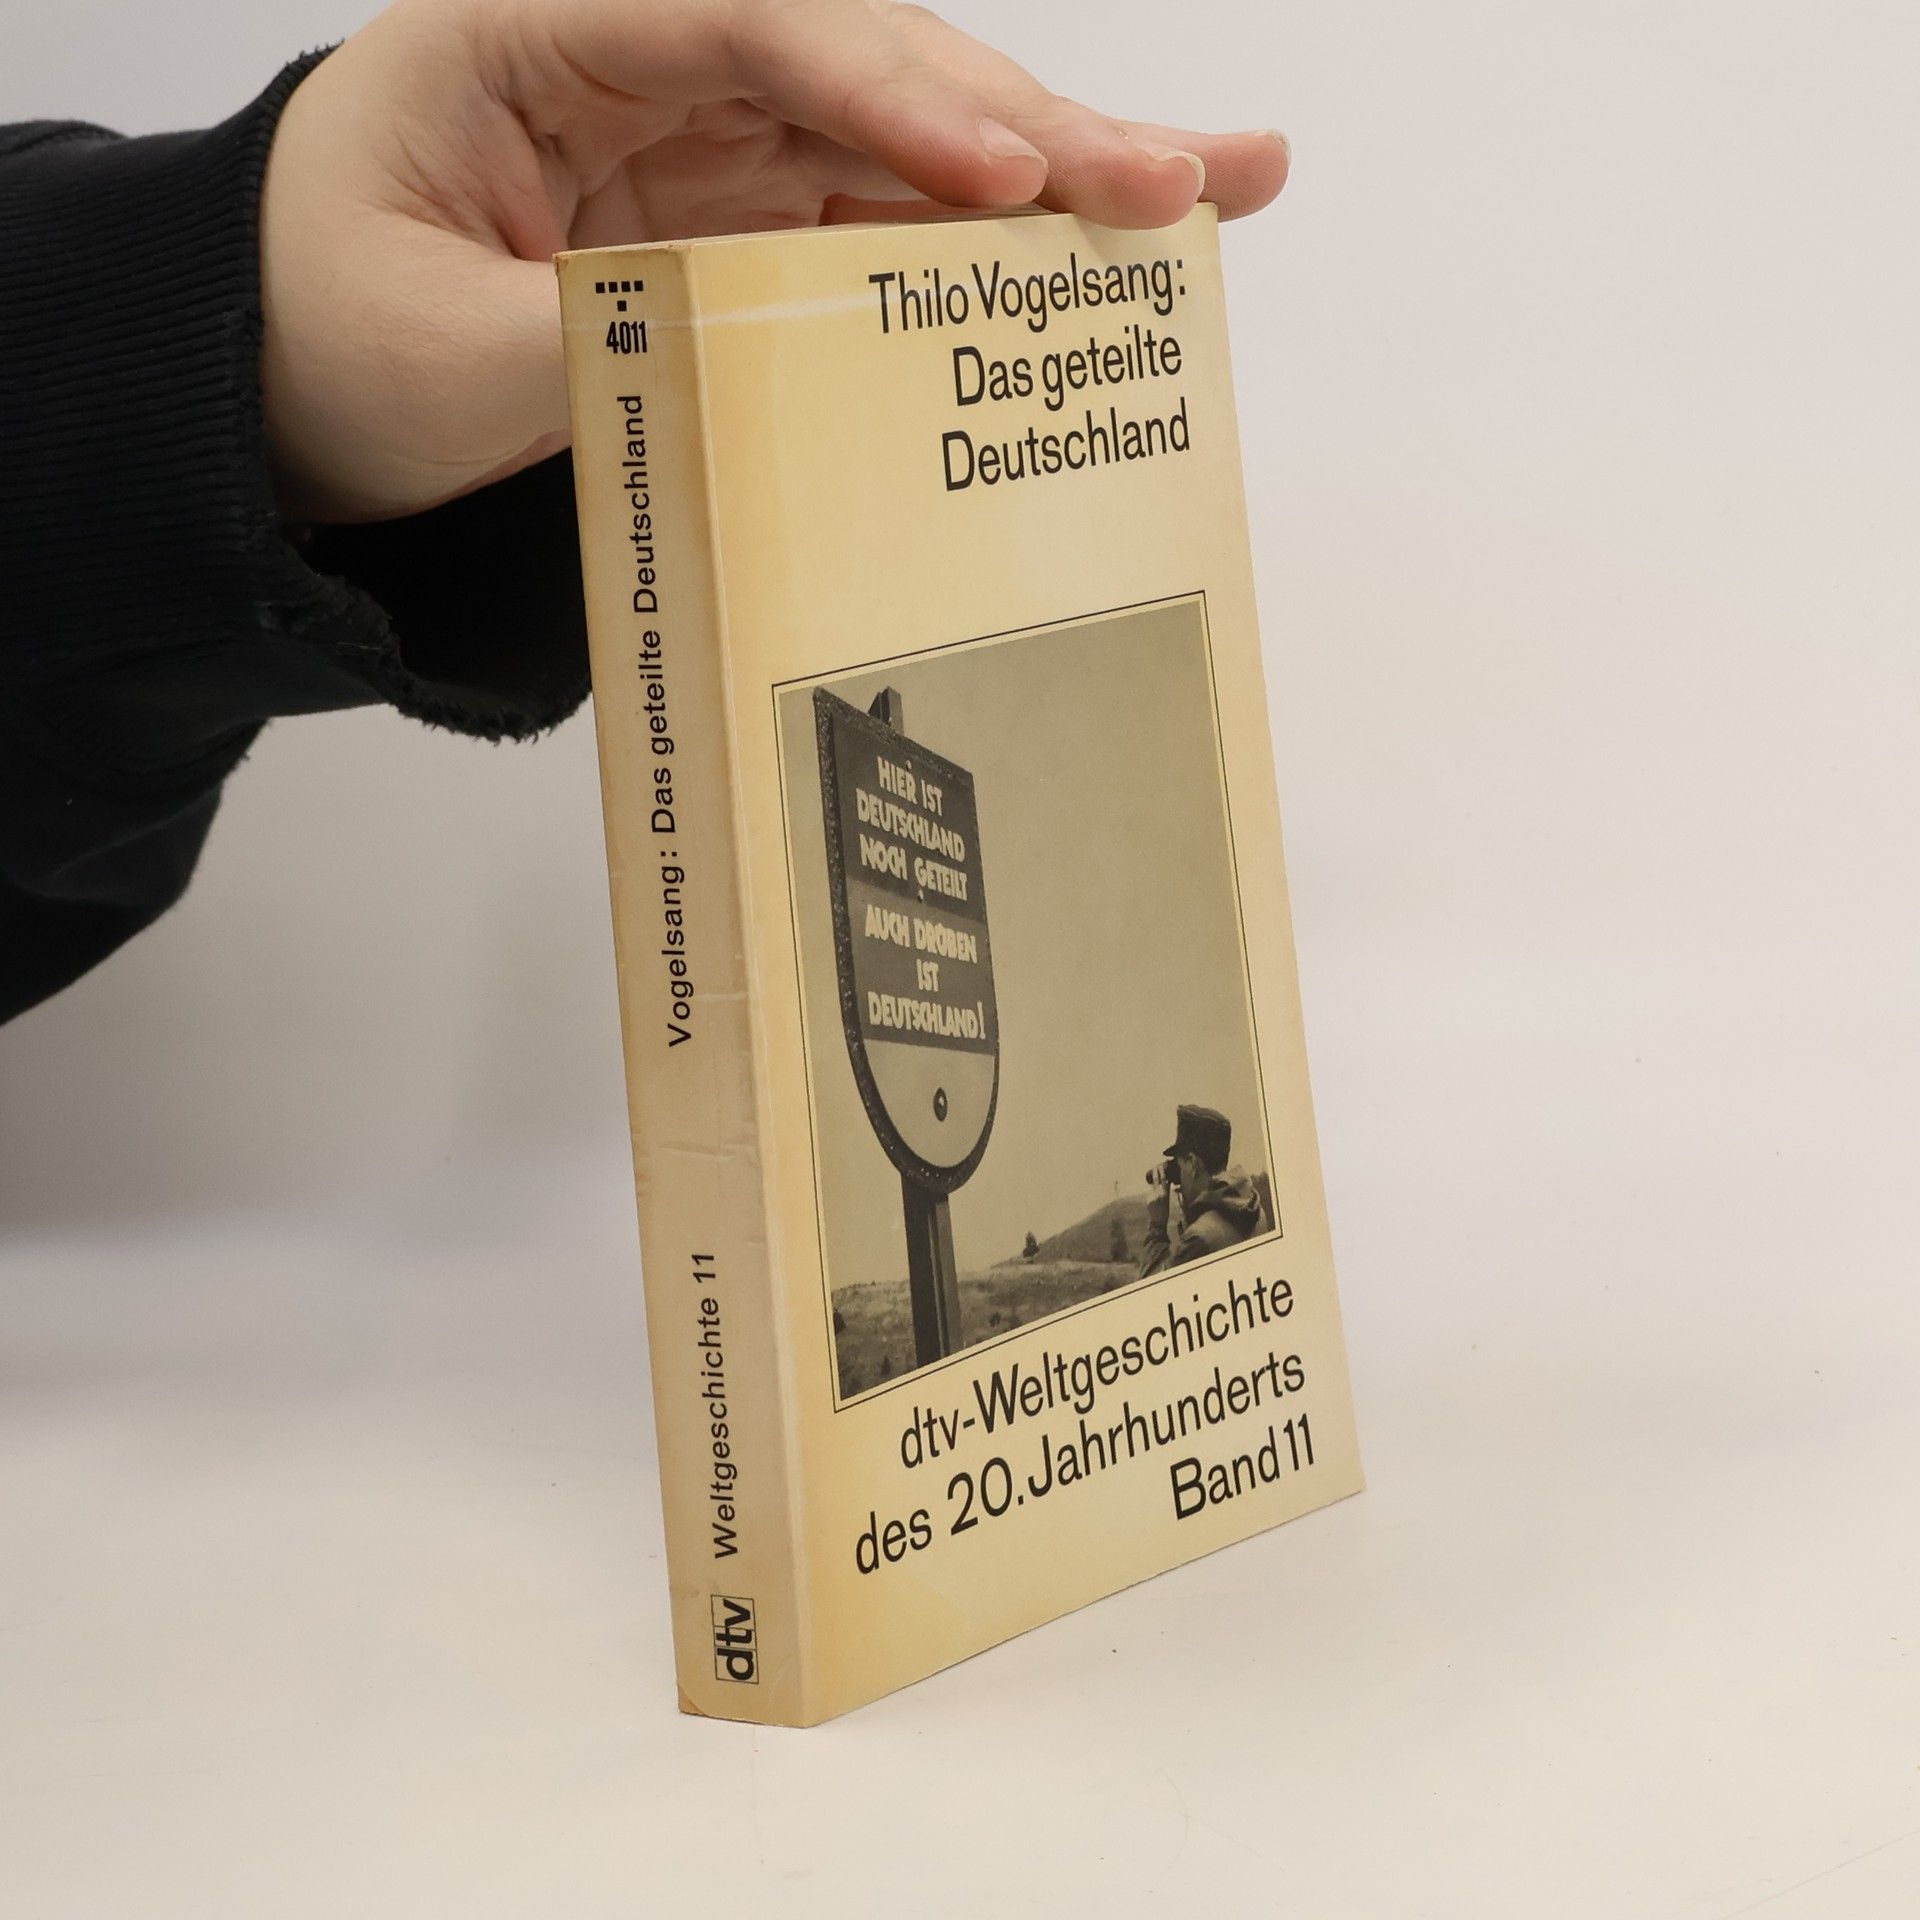 4011
Vogelsang: Das geteilte Deutschland
Weltgeschichte 11
dtv
Thilo Vogelsang:
Das geteilte
Deutschland
HIER IST
DEUTSCHLAND
NOCH GETEILT
AUCH DRÜBEN
IST
DEUTSCHLAND!
dtv-Weltgeschichte
des 20. Jahrhunderts
Band 11